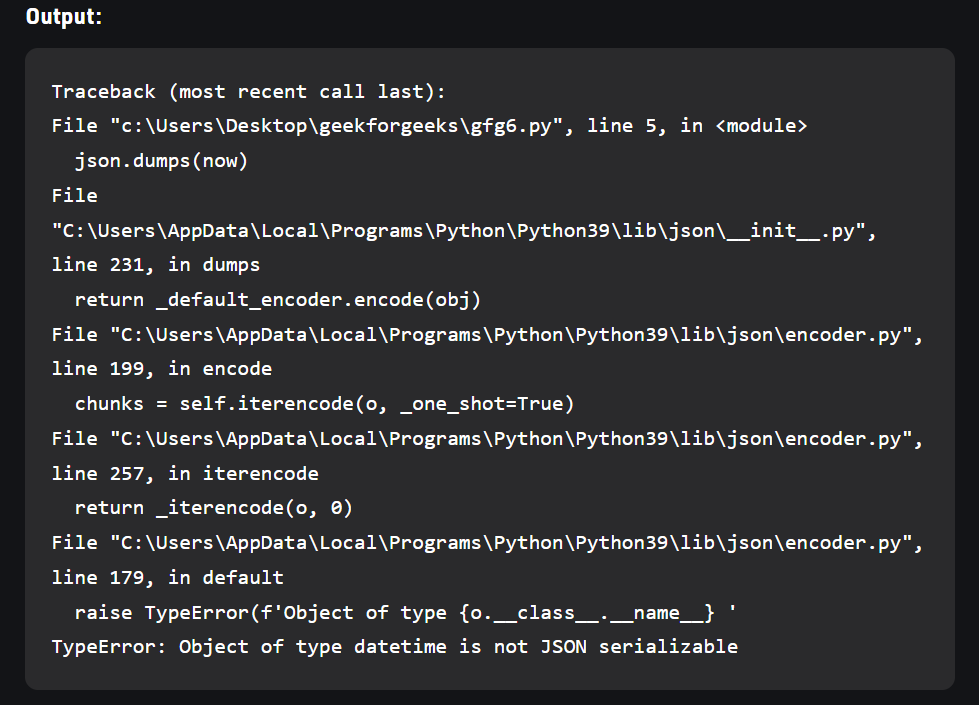 Output:
Traceback (most recent call last):
File "c:\Users\Desktop\geekforgeeks\gfg6.py", line 5, in <module>
  json.dumps(now)
File
"C:\Users\AppData\Local\Programs\Python\Python39\lib\json\__init__.py",
line 231, in dumps
  return _default_encoder.encode(obj)
File "C:\Users\AppData\Local\Programs\Python\Python39\lib\json\encoder.py",
line 199, in encode
  chunks = self.iterencode(o, _one_shot=True)
File "C:\Users\AppData\Local\Programs\Python\Python39\lib\json\encoder.py",
line 257, in iterencode
  return _iterencode(o, 0)
File "C:\Users\AppData\Local\Programs\Python\Python39\lib\json\encoder.py",
line 179, in default
  raise TypeError(f'Object of type {o.__class__.__name__} '
TypeError: Object of type datetime is not JSON serializable